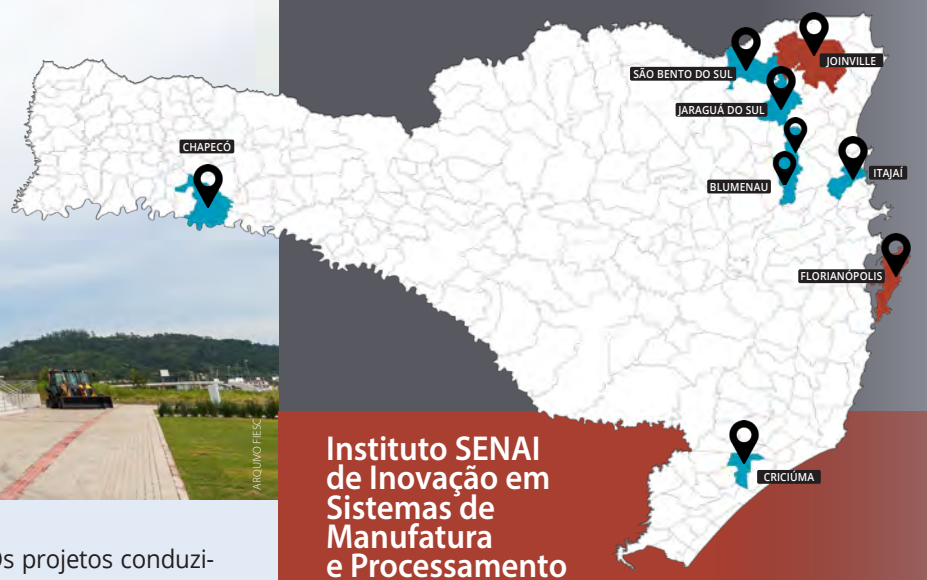 CHAPECÓ
SÃO BENTO DO SUL
JOINVILLE
JARAGUÁ DO SUL
BLUMENAU
ITAJAÍ
FLORIANÓPOLIS
CRICIÚMA
ARQUIVO FIESC
Instituto SENAI
de Inovação em
Sistemas de
Manufatura
e Processamento
Os projetos conduzi-